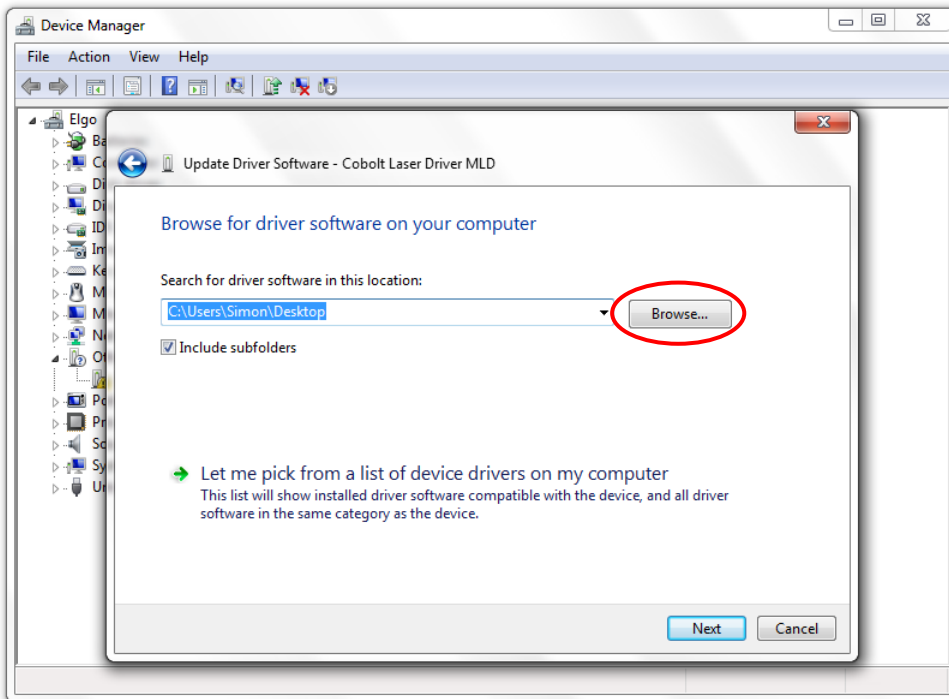 Device Manager
File Action View Help
Elgo
Update Driver Software - Cobolt Laser Driver MLD
Browse for driver software on your computer
Search for driver software in this location:
C:\Users\Simon\Desktop
Browse...
Include subfolders
Let me pick from a list of device drivers on my computer
This list will show installed driver software compatible with the device, and all driver
software in the same category as the device.
Next Cancel